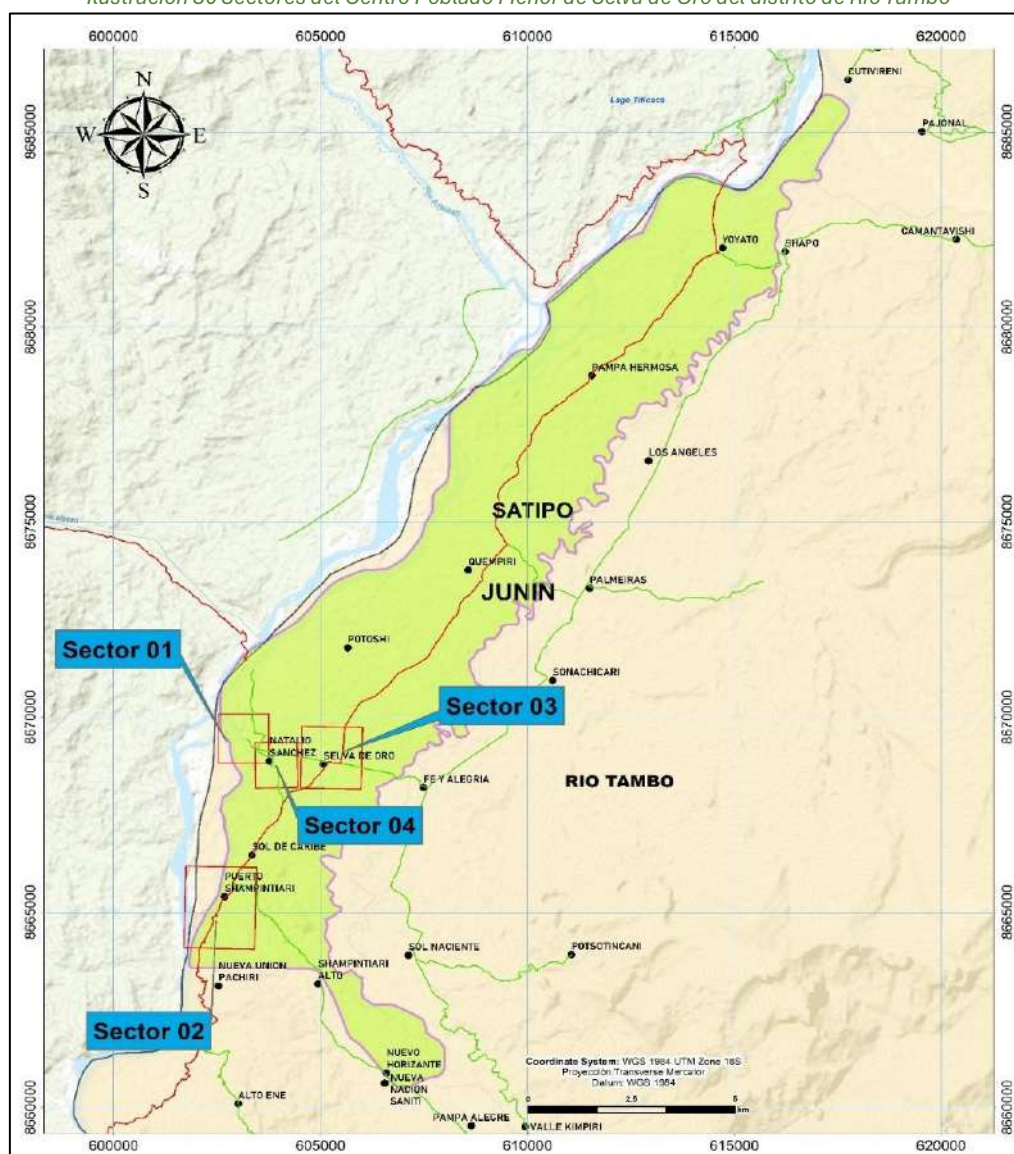 Ilustración 30 Sectores del Centro Poblado Menor de Selva de Oro del distrito de Río Tambo
600000
605000
610000
615000
620000
N
W
E
S
8685000
8685000
8680000
8680000
8675000
8675000
8670000
8670000
8665000
8665000
8660000
8660000
Lago Titicaca
CUTIVIRENI
PAJONAL
YOYATO
SHAPO
CAMANTAVISHI
PAMPA HERMOSA
LOS ANGELES
SATIPO
QUEMPIRI
JUNIN
PALMEIRAS
POTOSHI
Sector 01
SONACHICARI
Sector 03
NATALIO
SANCHEZ
SELVA DE ORO
FE Y ALEGRIA
RIO TAMBO
Sector 04
SOL DE CARIBE
PUERTO
SHAMPINTIARI
SOL NACIENTE
POTSOTINCANI
NUEVA UNION
PACHIRI
SHAMPINTIARI
ALTO
Sector 02
NUEVO
HORIZANTE
NUEVA
NACION
SANITI
ALTO ENE
PAMPA ALEGRE
VALLE KIMPIRI
Coordinate System: WGS 1984 UTM Zone 18S
Proyección: Transverse Mercator
Datum: WGS 1984
0
2.5
5
km
600000
605000
610000
615000
620000